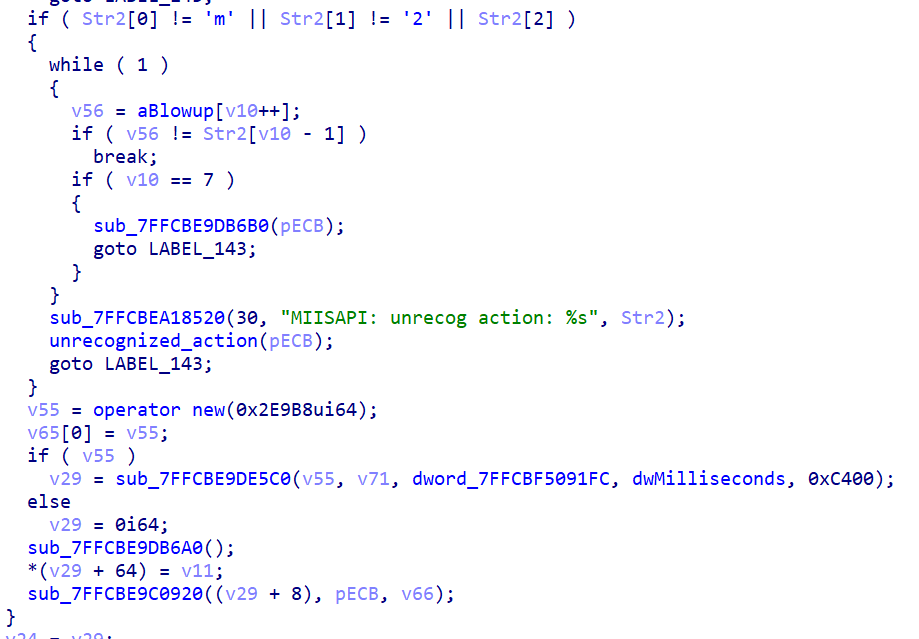 if ( Str2[0] != 'm' || Str2[1] != '2' || Str2[2] )
{
while ( 1 )
{
v56 = aBlowup[v10++];
if ( v56 != Str2[v10 - 1] )
break;
if ( v10 == 7 )
{
sub_7FFCBE9DB6B0(pECB);
goto LABEL_143;
}
}
sub_7FFCBEA18520(30, "MIISAPI: unrecog action: %s", Str2);
unrecognized_action(pECB);
goto LABEL_143;
}
v55 = operator new(0x2E9B8ui64);
v65[0] = v55;
if ( v55 )
v29 = sub_7FFCBE9DE5C0(v55, v71, dword_7FFCBF5091FC, dwMilliseconds, 0xC400);
else
v29 = 0i64;
sub_7FFCBE9DB6A0();
*(v29 + 64) = v11;
sub_7FFCBE9C0920((v29 + 8), pECB, v66);
}